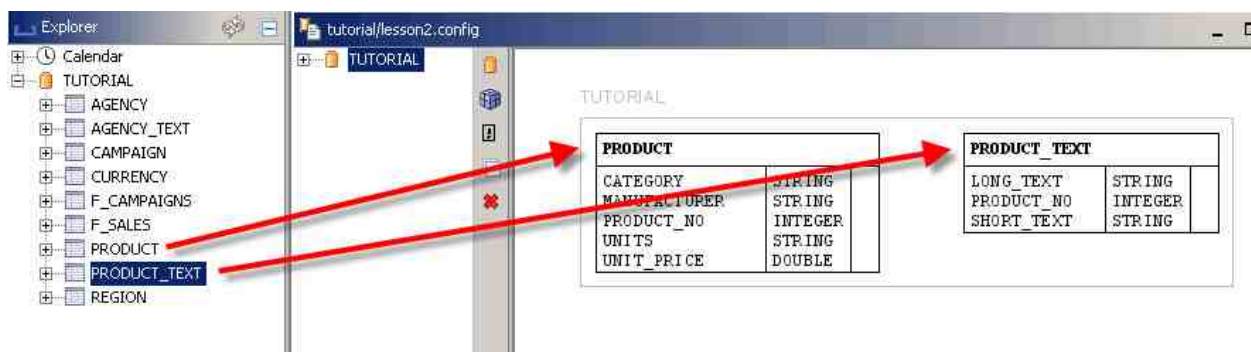 Explorer
Calendar
TUTORIAL
AGENCY
AGENCY_TEXT
CAMPAIGN
CURRENCY
F_CAMPAIGNS
F_SALES
PRODUCT
PRODUCT_TEXT
REGION
tutorial/lesson2.config
TUTORIAL
TUTORIAL
PRODUCT
CATEGORY STRING
MANUFACTURER STRING
PRODUCT_NO INTEGER
UNITS STRING
UNIT_PRICE DOUBLE
PRODUCT_TEXT
LONG_TEXT STRING
PRODUCT_NO INTEGER
SHORT_TEXT STRING